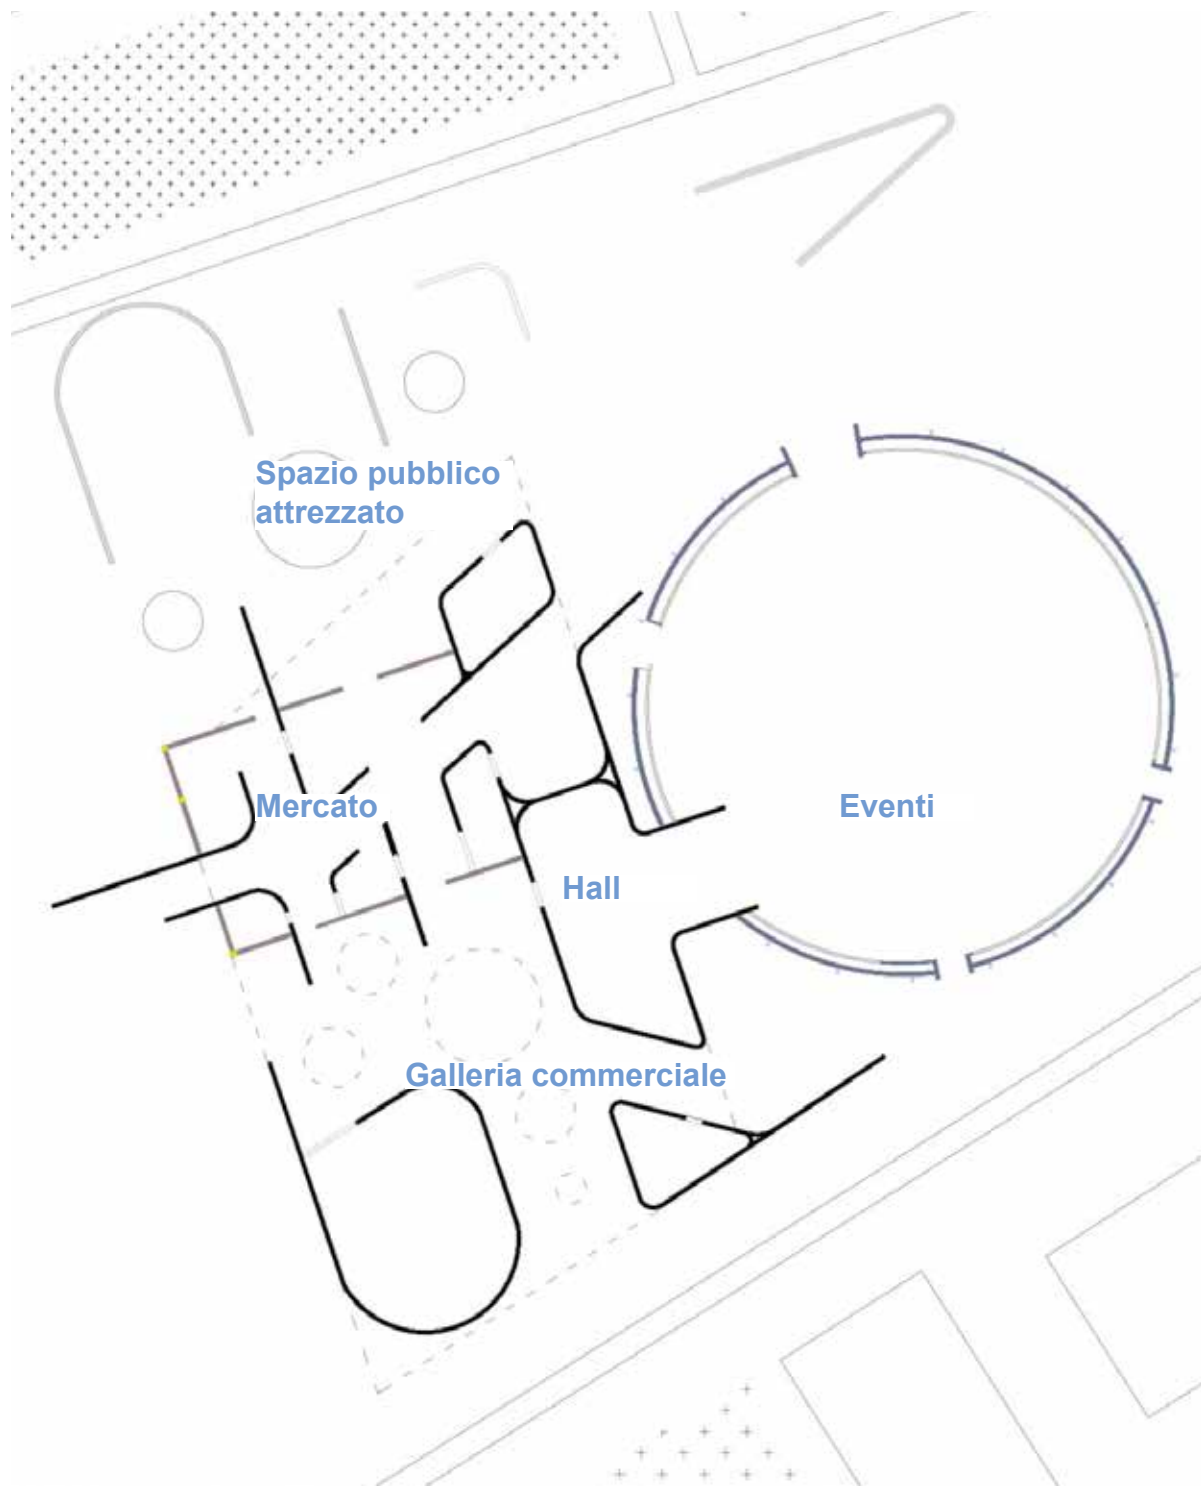 Spazio pubblico
attrezzato
Mercato
Eventi
Hall
Galleria commerciale